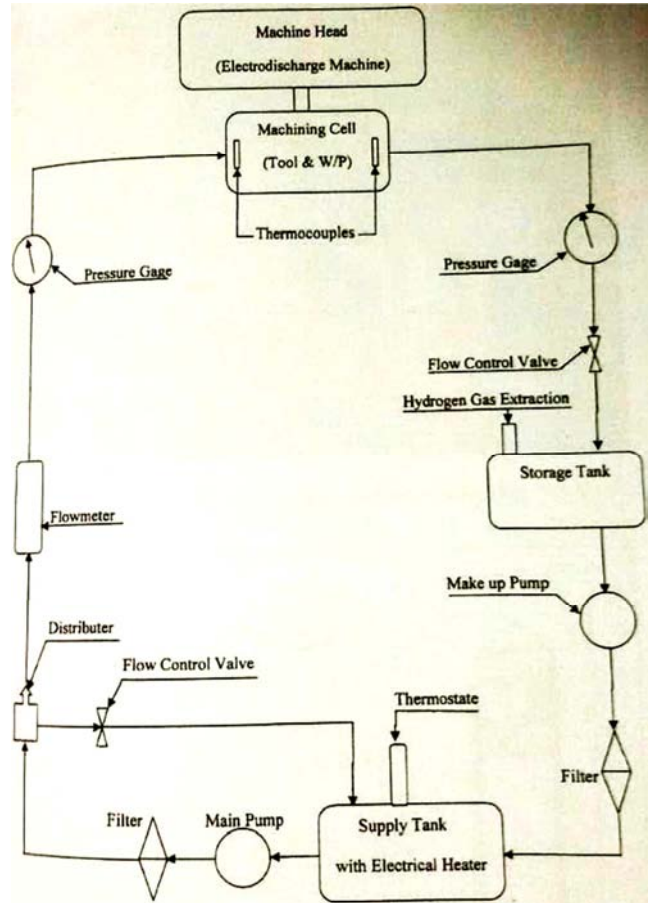 Machine Head
(Electrodischarge Machine)
Machining Cell
(Tool & W/P)
Thermocouples
Pressure Gage
Pressure Gage
Flow Control Valve
Hydrogen Gas Extraction
Storage Tank
Flowmeter
Make up Pump
Distributer
Flow Control Valve
Thermostate
Filter
Filter
Main Pump
Supply Tank
with Electrical Heater